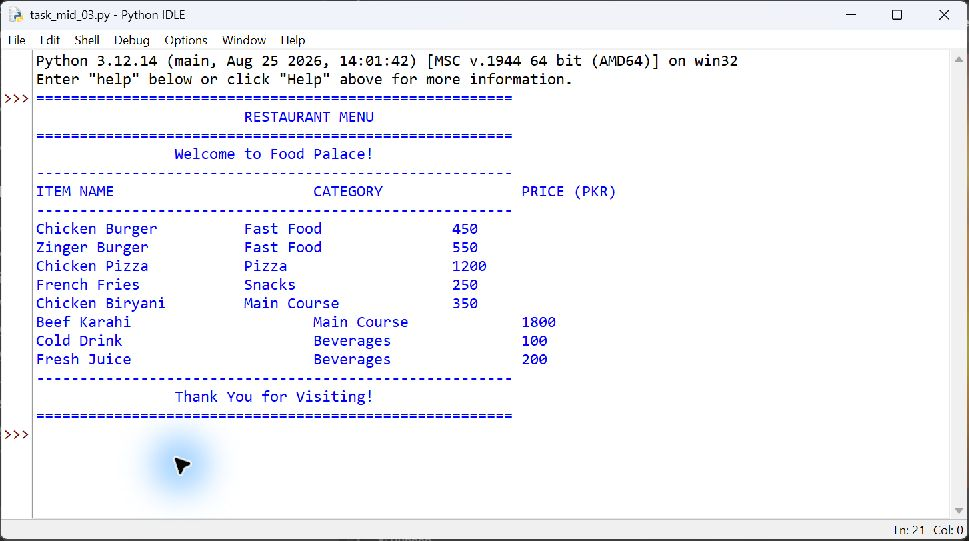 task_mid_03.py - Python IDLE
File Edit Shell Debug Options Window Help
Python 3.12.14 (main, Aug 25 2026, 14:01:42) [MSC v.1944 64 bit (AMD64)] on win32
Enter "help" below or click "Help" above for more information.
>>> =======================================================
                        RESTAURANT MENU
=======================================================
                Welcome to Food Palace!
-------------------------------------------------------
ITEM NAME                       CATEGORY                PRICE (PKR)
-------------------------------------------------------
Chicken Burger          Fast Food               450
Zinger Burger           Fast Food               550
Chicken Pizza           Pizza                   1200
French Fries            Snacks                  250
Chicken Biryani         Main Course             350
Beef Karahi                     Main Course             1800
Cold Drink                      Beverages               100
Fresh Juice                     Beverages               200
-------------------------------------------------------
                Thank You for Visiting!
=======================================================
>>>
Ln: 21 Col: 0